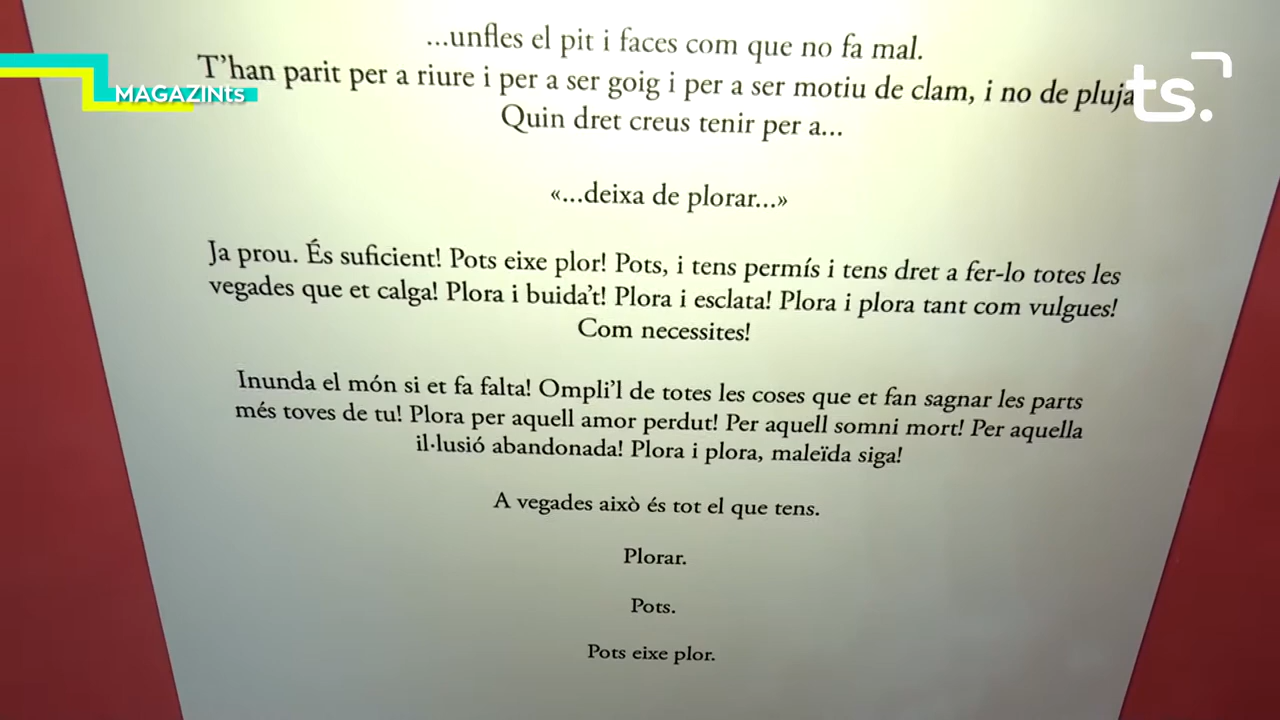 ...unfles el pit i faces com que no fa mal.
T'han parit per a riure i per a ser goig i per a ser motiu de clam, i no de pluja
Quin dret creus tenir per a...
«...deixa de plorar...»
Ja prou. És suficient! Pots eixe plor! Pots, i tens permís i tens dret a fer-lo totes les
vegades que et calga! Plora i buida't! Plora i esclata! Plora i plora tant com vulgues!
Com necessites!
Inunda el món si et fa falta! Ompli'l de totes les coses que et fan sagnar les parts
més toves de tu! Plora per aquell amor perdut! Per aquell somni mort! Per aquella
il·lusió abandonada! Plora i plora, maleïda siga!
A vegades això és tot el que tens.
Plorar.
Pots.
Pots eixe plor.
MAGAZINts
ts.